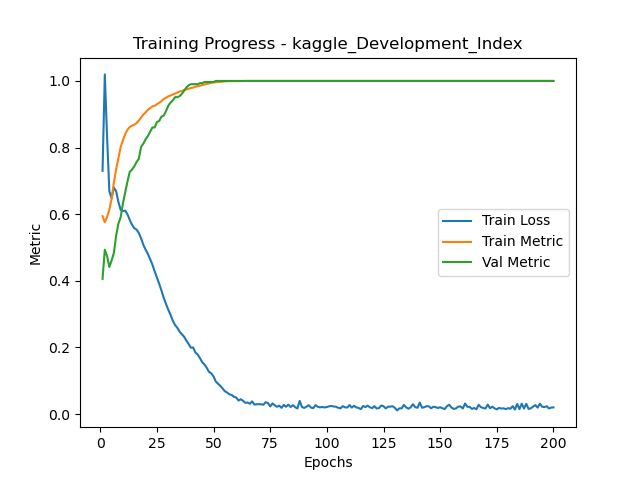 Training Progress - kaggle_Development_Index
Metric
1.0
0.8
0.6
0.4
0.2
0.0
Train Loss
Train Metric
Val Metric
0 25 50 75 100 125 150 175 200
Epochs